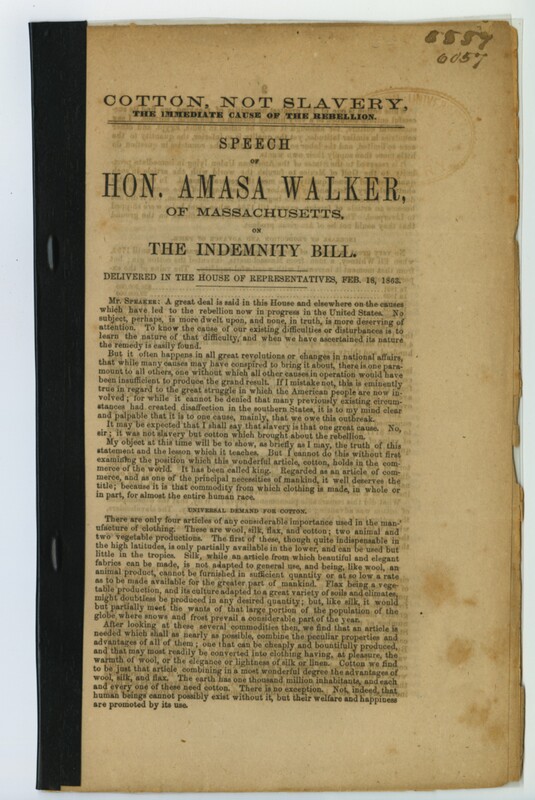 6557
6057
COTTON, NOT SLAVERY,
THE IMMEDIATE CAUSE OF THE REBELLION.
SPEECH
OF
HON. AMASA WALKER,
OF MASSACHUSETTS,
ON
THE INDEMNITY BILL.
DELIVERED IN THE HOUSE OF REPRESENTATIVES, FEB. 18, 1863.
Mr. Speaker: A great deal is said in this House and elsewhere on the causes
which have led to the rebellion now in progress in the United States. No
subject, perhaps, is more dwelt upon, and none, in truth, is more deserving of
attention. To know the cause of our existing difficulties or disturbances is to
learn the nature of that difficulty, and when we have ascertained its nature
the remedy is easily found.
But it often happens in all great revolutions or changes in national affairs,
that while many causes may have conspired to bring it about, there is one para-
mount to all others, one without which all other causes in operation would have
been insufficient to produce the grand result. If I mistake not, this is eminently
true in regard to the great struggle in which the American people are now in-
volved; for while it cannot be denied that many previously existing circum-
stances had created disaffection in the southern States, it is to my mind clear
and palpable that it is to one cause, mainly, that we owe this outbreak.
It may be expected that I shall say that slavery is that one great cause. No,
sir; it was not slavery but cotton which brought about the rebellion.
My object at this time will be to show, as briefly as I may, the truth of this
statement and the lesson which it teaches. But I cannot do this without first
examining the position which this wonderful article, cotton, holds in the com-
merce of the world. It has been called king. Regarded as an article of com-
merce, and as one of the principal necessities of mankind, it well deserves the
title; because it is that commodity from which clothing is made, in whole or
in part, for almost the entire human race.
UNIVERSAL DEMAND FOR COTTON.
There are only four articles of any considerable importance used in the man-
ufacture of clothing. These are wool, silk, flax, and cotton; two animal and
two vegetable productions. The first of these, though quite indispensable in
the high latitudes, is only partially available in the lower, and can be used but
little in the tropics. Silk, while an article from which beautiful and elegant
fabrics can be made, is not adapted to general use, and being, like wool, an
animal product, cannot be furnished in sufficient quantity or at so low a rate
as to be made available for the greater part of mankind. Flax being a vege-
table production, and its culture adapted to a great variety of soils and climates,
might doubtless be produced in any desired quantity; but, like silk, it would
but partially meet the wants of that large portion of the population of the
globe where snows and frost prevail a considerable part of the year.
After looking at these several commodities then, we find that an article is
needed which shall as nearly as possible, combine the peculiar properties and
advantages of all of them; one that can be cheaply and bountifully produced,
and that may most readily be converted into clothing having, at pleasure, the
warmth of wool, or the elegance or lightness of silk or linen. Cotton we find
to be just that article combining in a most wonderful degree the advantages of
wool, silk, and flax. The earth has one thousand million inhabitants, and each
and every one of these need cotton. There is no exception. Not, indeed, that
human beings cannot possibly exist without it, but their welfare and happiness
are promoted by its use.